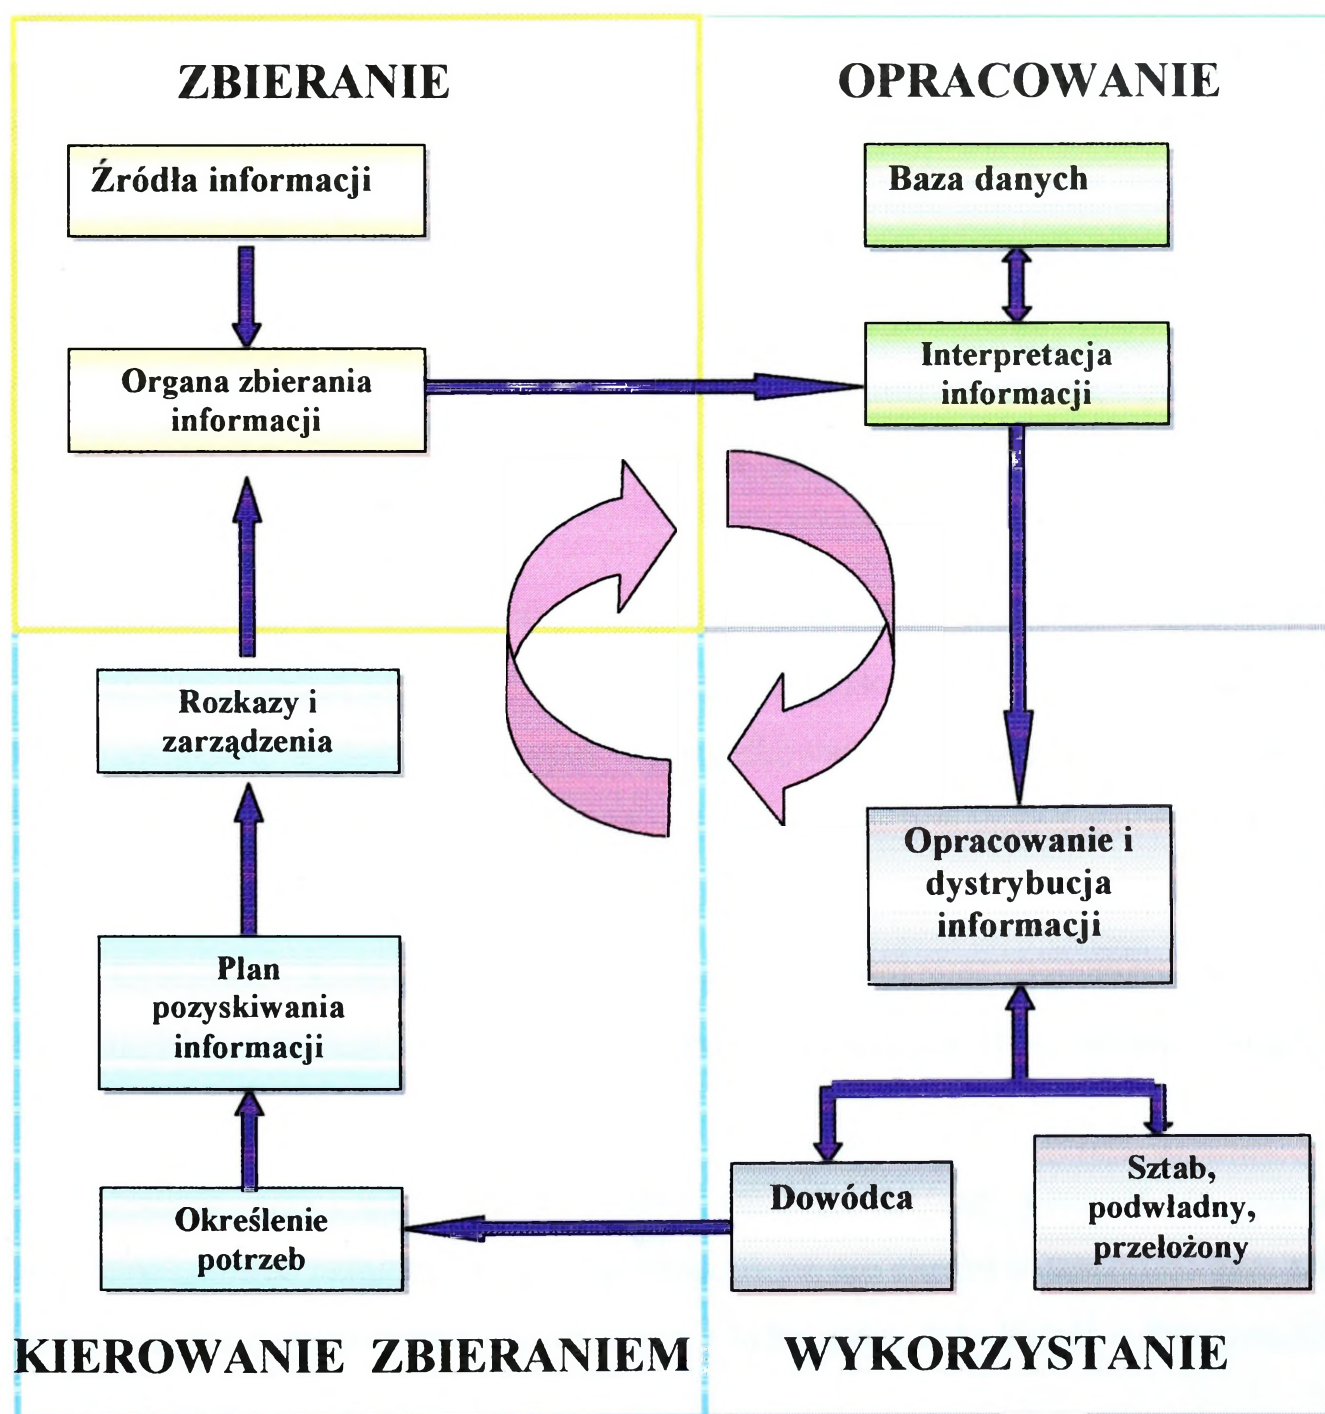 ZBIERANIE
Źródła informacji
Organa zbierania
informacji
OPRACOWANIE
Baza danych
Interpretacja
informacji
Rozkazy i
zarządzenia
Plan
pozyskiwania
informacji
Określenie
potrzeb
KIEROWANIE ZBIERANIEM
Opracowanie i
dystrybucja
informacji
Dowódca
Sztab,
podwładny,
przełożony
WYKORZYSTANIE